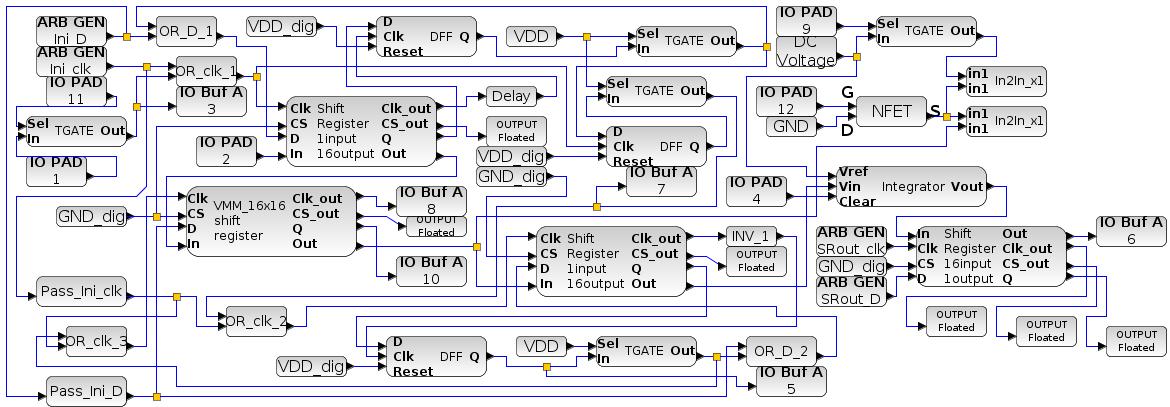 ARB GEN
Ini_D
ARB GEN
Ini_clk
IO PAD
11
Sel
In
TGATE
Out
IO PAD
1
OR_D_1
OR_clk_1
IO Buf A
3
IO PAD
2
VDD_dig
D
Clk
Reset
DFF
Q
Clk
CS
D
In
Shift
Register
1input
16output
Clk_out
CS_out
Q
Out
Delay
OUTPUT
Floated
VDD
Sel
In
TGATE
Out
Sel
In
TGATE
Out
D
Clk
Reset
DFF
Q
VDD_dig
GND_dig
IO Buf A
7
IO PAD
9
DC
Voltage
Sel
In
TGATE
Out
IO PAD
12
GND
G
D
NFET
S
in1
in1
In2In_x1
in1
in1
In2In_x1
IO PAD
4
Vref
Vin
Clear
Integrator
Vout
GND_dig
Clk
CS
D
In
VMM_16x16
shift
register
Clk_out
CS_out
Q
Out
IO Buf A
8
OUTPUT
Floated
IO Buf A
10
Clk
CS
D
In
Shift
Register
1input
16output
Clk_out
CS_out
Q
Out
INV_1
OUTPUT
Floated
ARB GEN
SRout_clk
GND_dig
ARB GEN
SRout_D
In
Clk
CS
D
Shift
Register
16input
1output
Out
Clk_out
CS_out
Q
IO Buf A
6
OUTPUT
Floated
OUTPUT
Floated
OUTPUT
Floated
Pass_Ini_clk
OR_clk_3
OR_clk_2
Pass_Ini_D
VDD_dig
D
Clk
Reset
DFF
Q
VDD
Sel
In
TGATE
Out
OR_D_2
IO Buf A
5